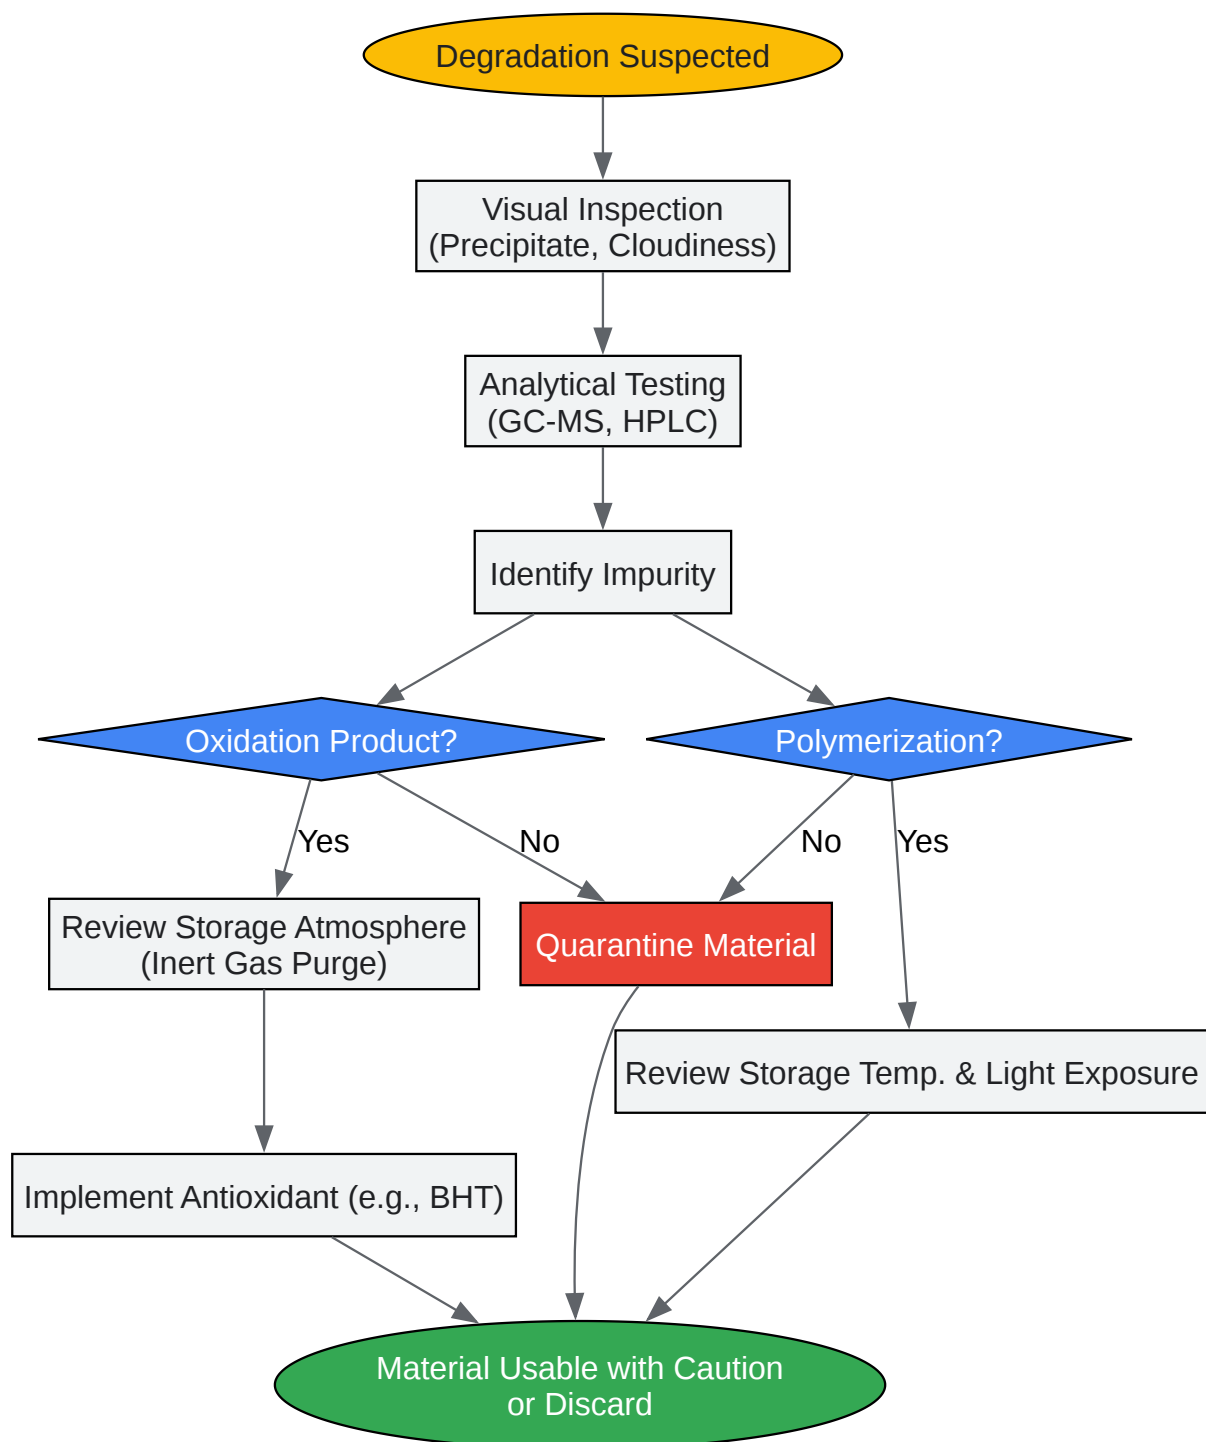 Degradation Suspected
Visual Inspection
(Precipitate, Cloudiness)
Analytical Testing
(GC-MS, HPLC)
Identify Impurity
Oxidation Product?
Polymerization?
Yes
No
No
Yes
Review Storage Atmosphere
(Inert Gas Purge)
Quarantine Material
Review Storage Temp. & Light Exposure
Implement Antioxidant (e.g., BHT)
Material Usable with Caution
or Discard